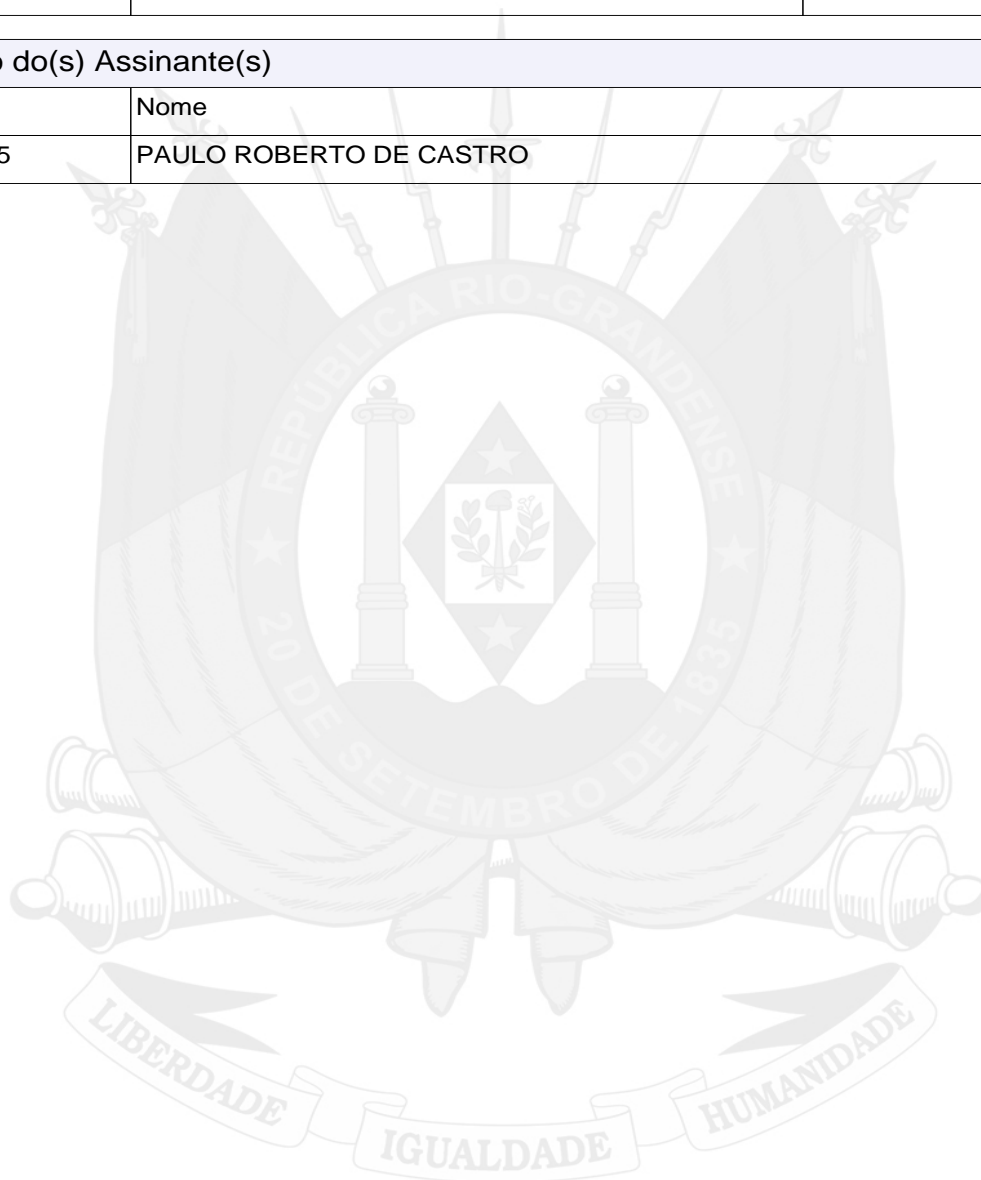 o do(s) Assinante(s)
Nome
5 PAULO ROBERTO DE CASTRO
REPÚBLICA RIO-GRANDENSE
★ 20 DE SETEMBRO DE 1835 ★
LIBERDADE
IGUALDADE
HUMANIDADE